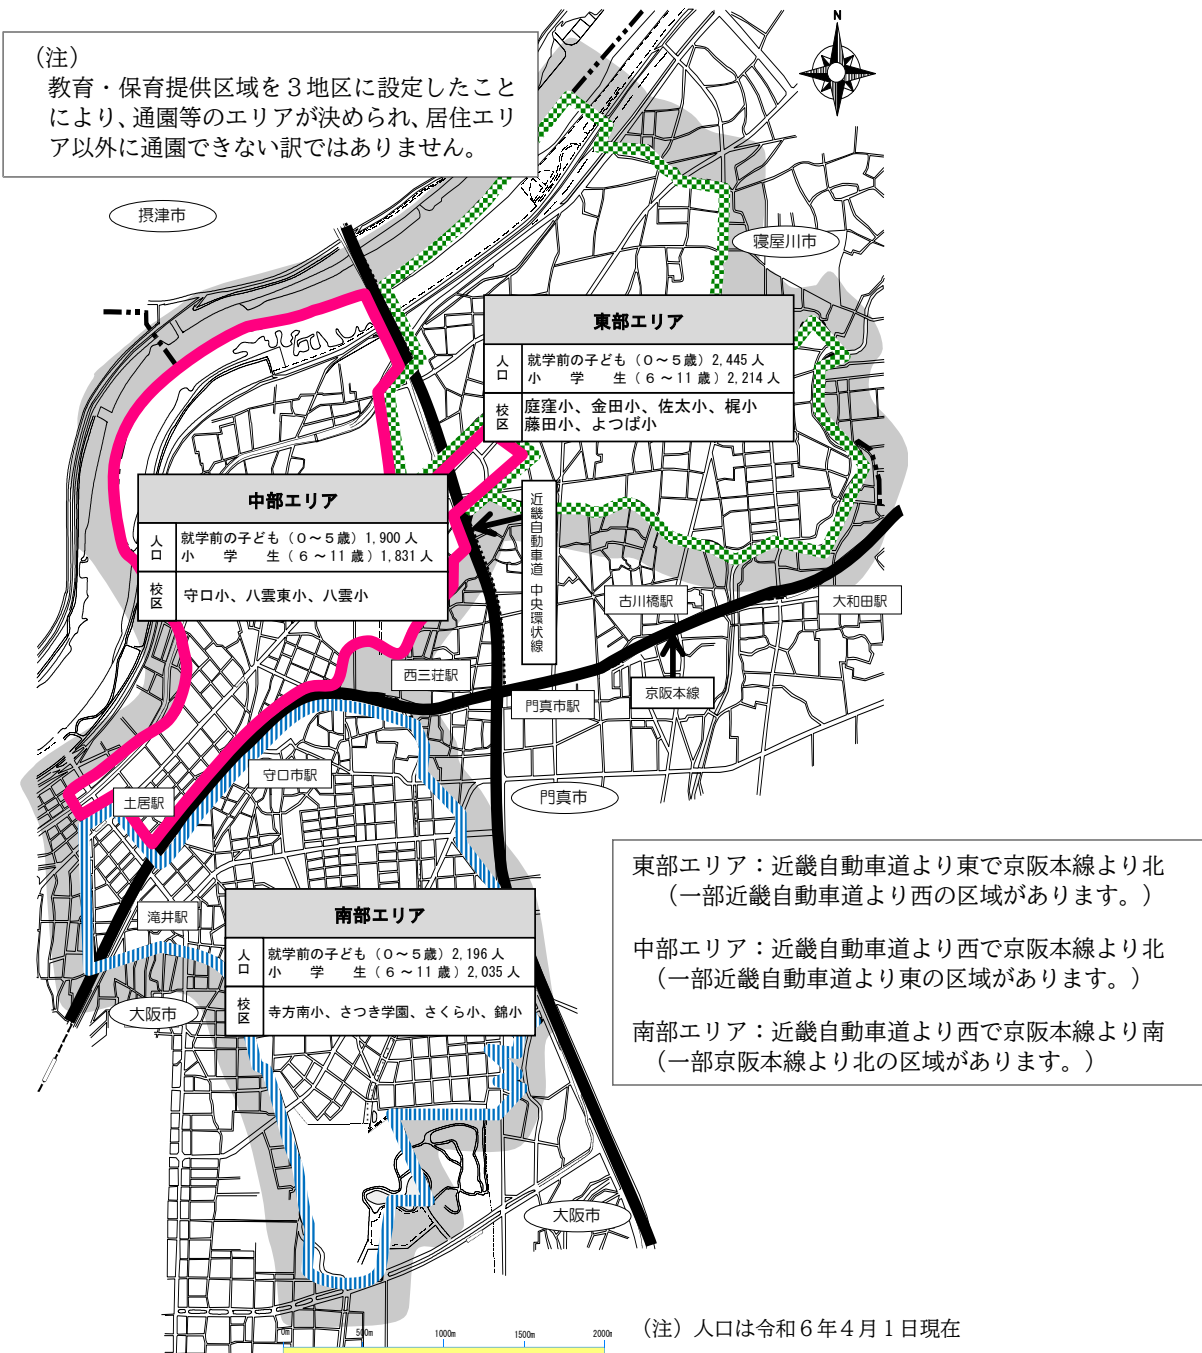 N
（注）
教育・保育提供区域を３地区に設定したこと
により、通園等のエリアが決められ、居住エリ
ア以外に通園できない訳ではありません。
摂津市
寝屋川市
東部エリア
人口
就学前の子ども（０～５歳）2,445 人
小　学　生（６～11 歳）2,214 人
校区
庭窪小、金田小、佐太小、梶小
藤田小、よつば小
中部エリア
人口
就学前の子ども（０～５歳）1,900 人
小　学　生（６～11 歳）1,831 人
校区
守口小、八雲東小、八雲小
近畿自動車道 中央環状線
古川橋駅
大和田駅
西三荘駅
門真市駅
京阪本線
守口市駅
土居駅
門真市
東部エリア：近畿自動車道より東で京阪本線より北
（一部近畿自動車道より西の区域があります。）
中部エリア：近畿自動車道より西で京阪本線より北
（一部近畿自動車道より東の区域があります。）
南部エリア：近畿自動車道より西で京阪本線より南
（一部京阪本線より北の区域があります。）
滝井駅
南部エリア
人口
就学前の子ども（０～５歳）2,196 人
小　学　生（６～11 歳）2,035 人
校区
寺方南小、さつき学園、さくら小、錦小
大阪市
大阪市
0m 500m 1000m 1500m 2000m
（注）人口は令和６年４月１日現在